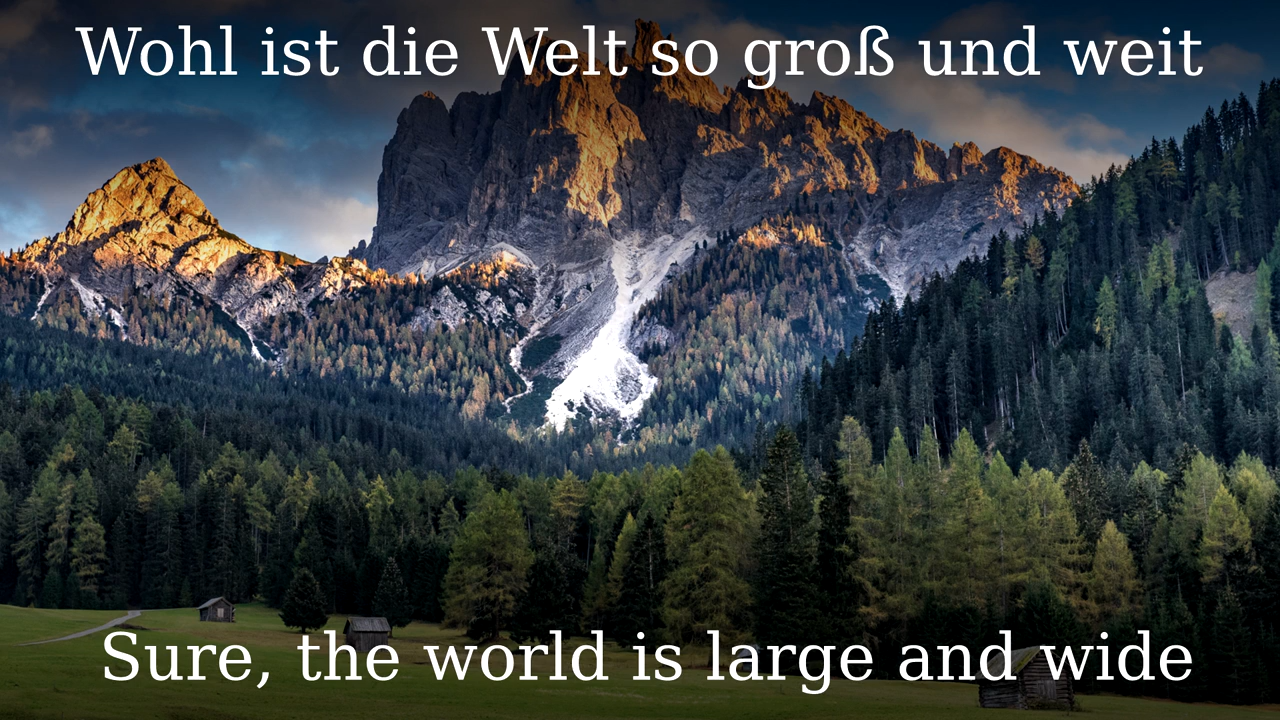 Wohl ist die Welt so groß und weit
Sure, the world is large and wide